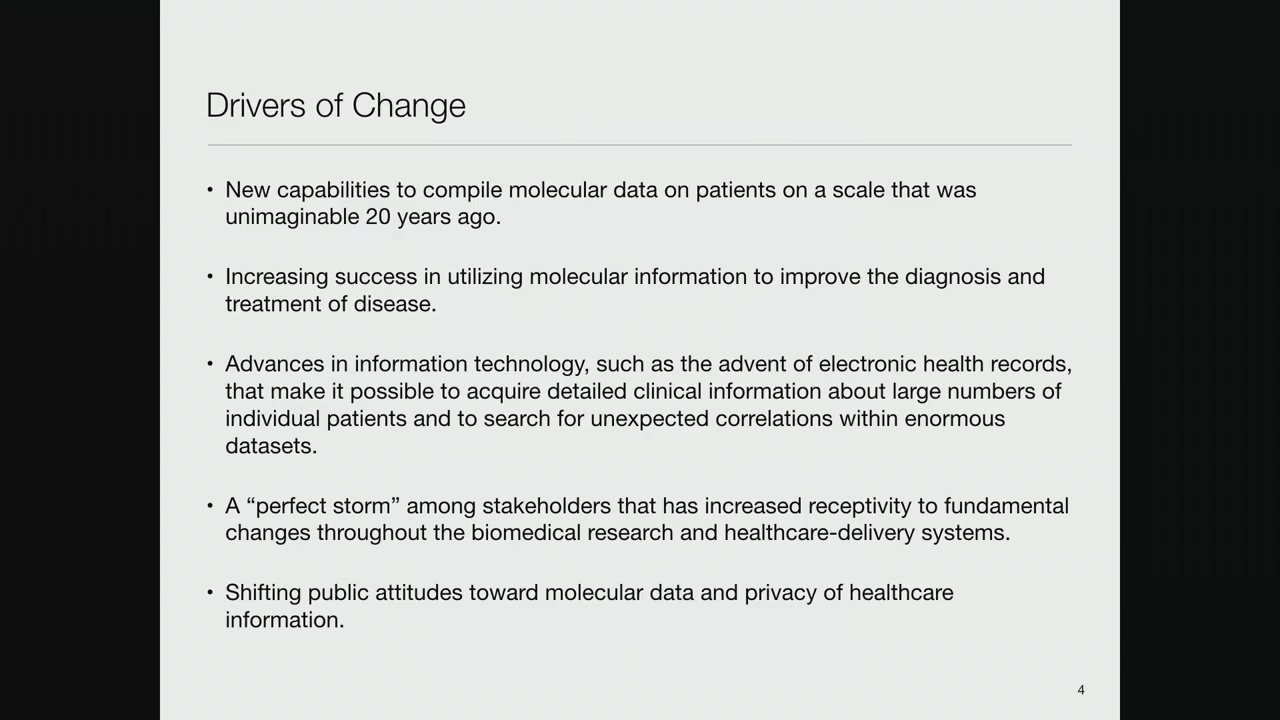 Drivers of Change
• New capabilities to compile molecular data on patients on a scale that was
unimaginable 20 years ago.
• Increasing success in utilizing molecular information to improve the diagnosis and
treatment of disease.
• Advances in information technology, such as the advent of electronic health records,
that make it possible to acquire detailed clinical information about large numbers of
individual patients and to search for unexpected correlations within enormous
datasets.
• A “perfect storm” among stakeholders that has increased receptivity to fundamental
changes throughout the biomedical research and healthcare-delivery systems.
• Shifting public attitudes toward molecular data and privacy of healthcare
information.
4